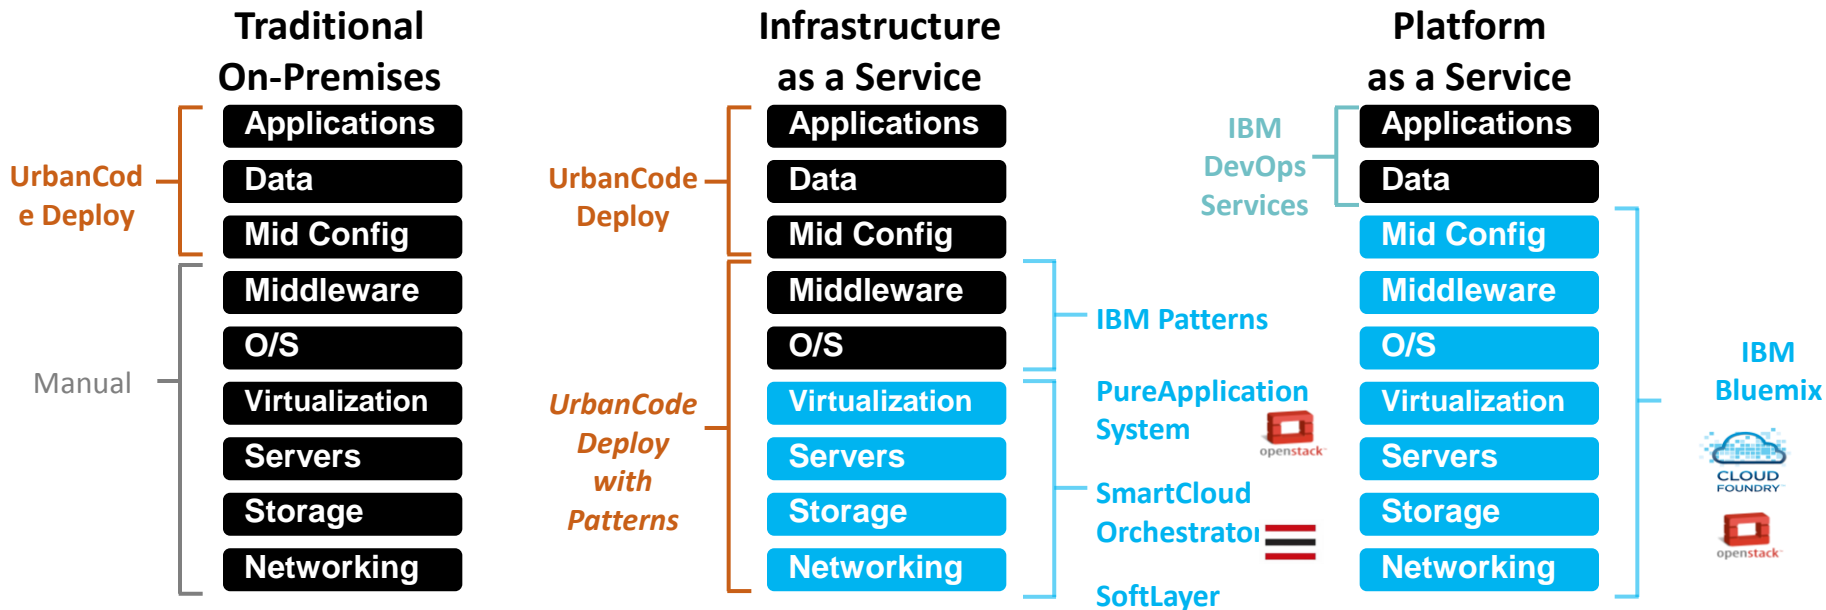 Traditional
On-Premises
UrbanCod
e Deploy
Manual
Applications
Data
Mid Config
Middleware
O/S
Virtualization
Servers
Storage
Networking
Infrastructure
as a Service
UrbanCode
Deploy
UrbanCode
Deploy
with
Patterns
Applications
Data
Mid Config
Middleware
O/S
Virtualization
Servers
Storage
Networking
IBM Patterns
PureApplication
System
openstack
SmartCloud
Orchestrator
SoftLayer
Platform
as a Service
IBM
DevOps
Services
Applications
Data
Mid Config
Middleware
O/S
Virtualization
Servers
Storage
Networking
IBM
Bluemix
CLOUD
FOUNDRY
openstack